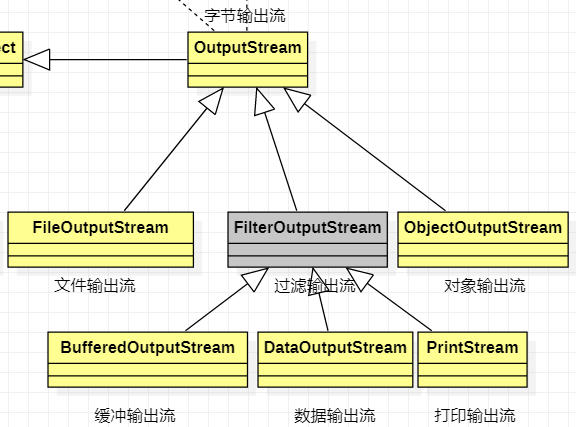 字节输出流
ect
OutputStream
FileOutputStream
FilterOutputStream
ObjectOutputStream
文件输出流
过滤输出流
对象输出流
BufferedOutputStream
DataOutputStream
PrintStream
缓冲输出流
数据输出流
打印输出流